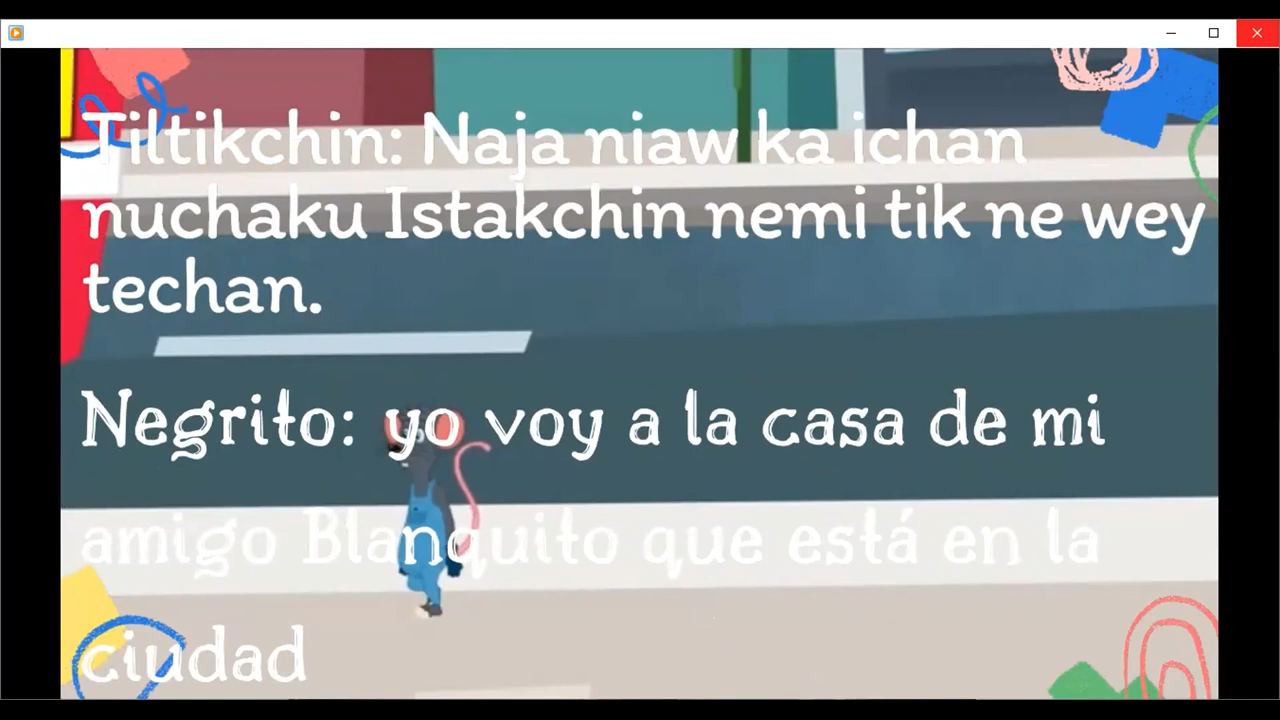 Tiltikchin: Naja niaw ka ichan
nuchaku Istakchin nemi tik ne wey
techan.
Negrito: yo voy a la casa de mi
amigo Blanquito que está en la
ciudad